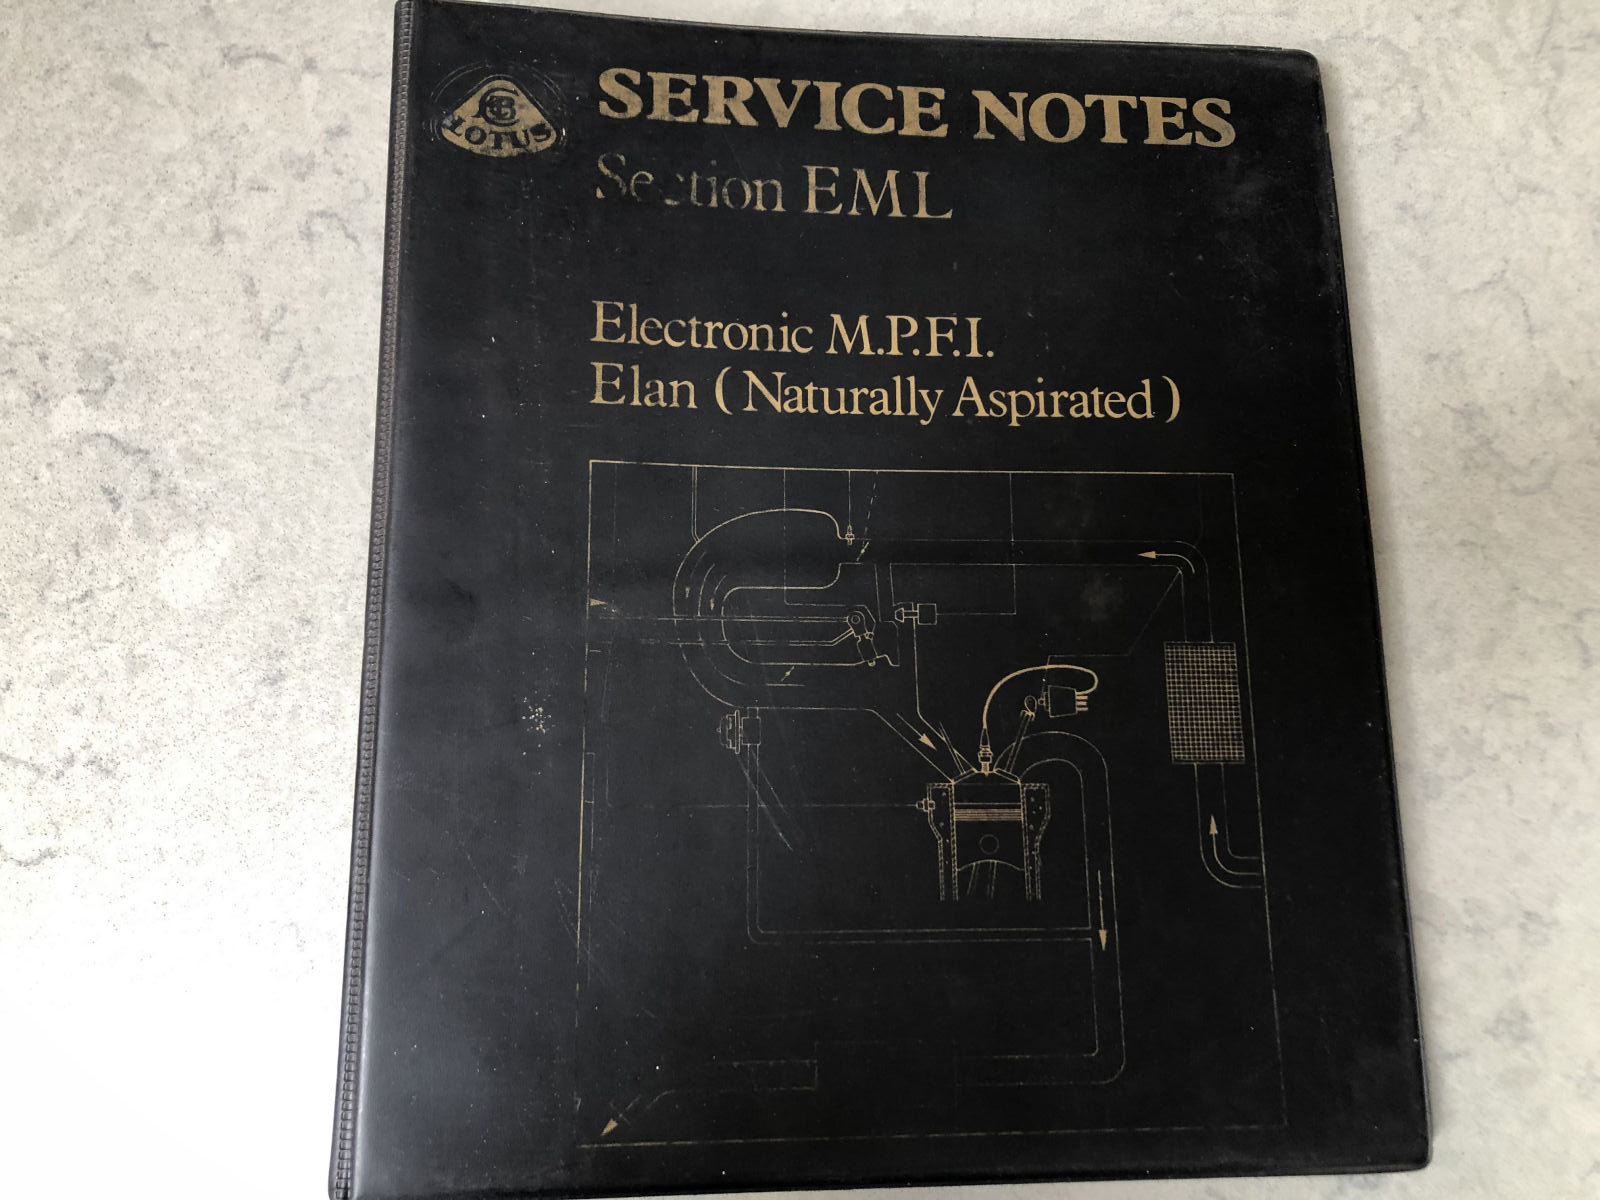 LOTUS
SERVICE NOTES
Section EML
Electronic M.P.F.I.
Elan ( Naturally Aspirated )